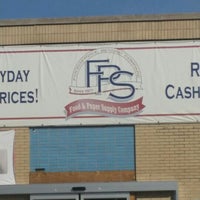 YDAY
RICES!
FPS
Food & Paper Supply Company
R
CASH